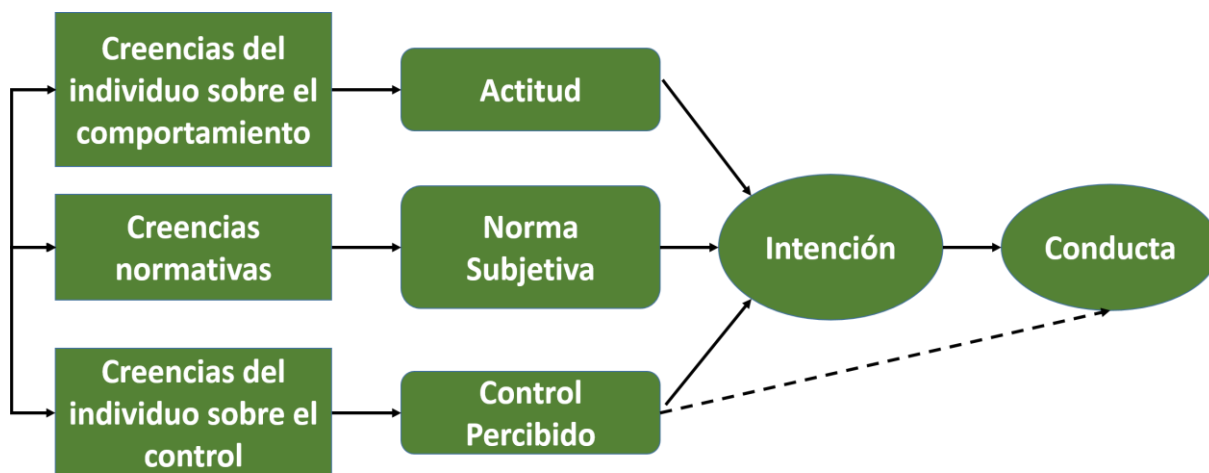 Creencias del
individuo sobre el
comportamiento
Actitud
Creencias
normativas
Norma
Subjetiva
Intención
Conducta
Creencias del
individuo sobre el
control
Control
Percibido